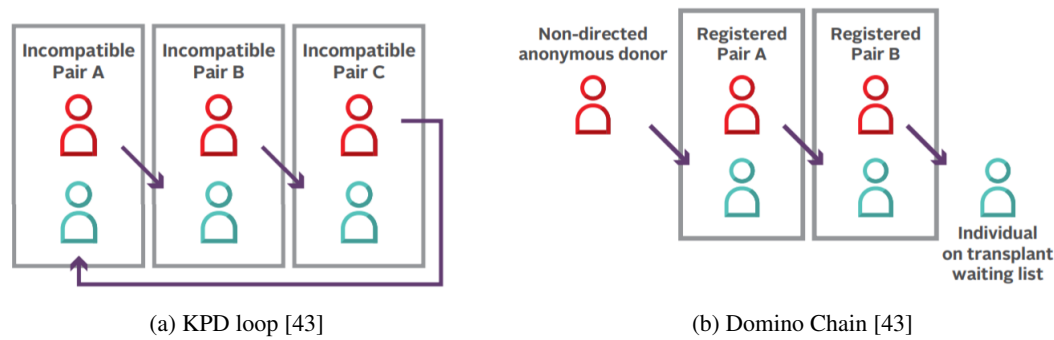 Incompatible
Pair A
Incompatible
Pair B
Incompatible
Pair C
(a) KPD loop [43]
Non-directed
anonymous donor
Registered
Pair A
Registered
Pair B
Individual
on transplant
waiting list
(b) Domino Chain [43]